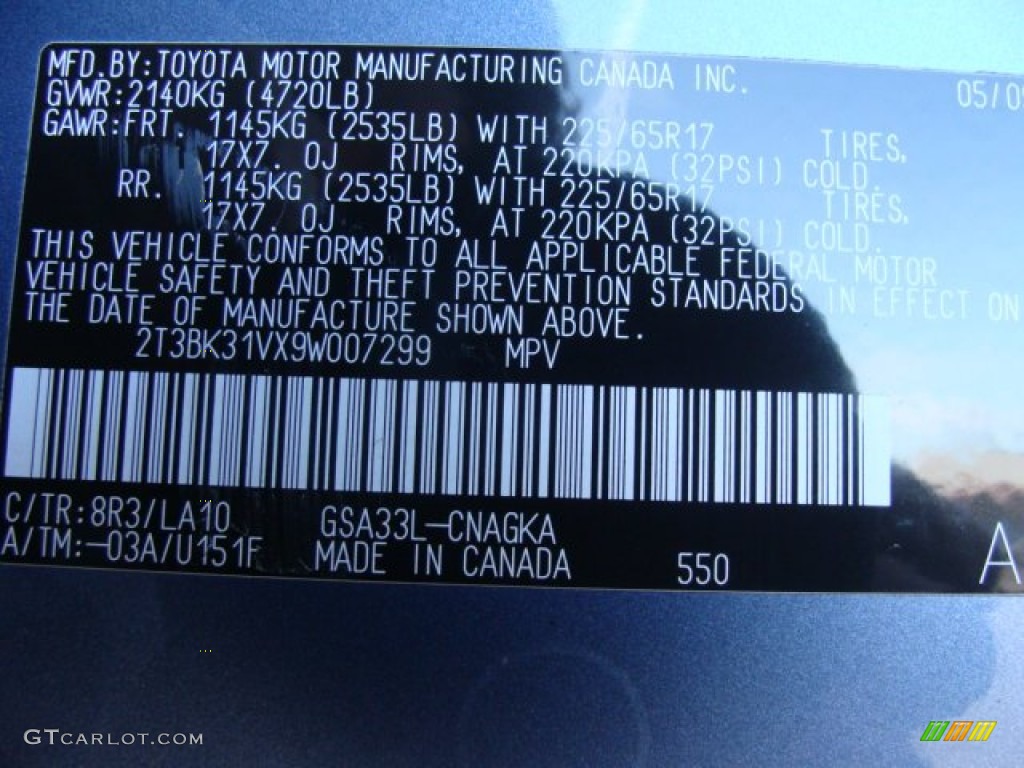 MFD.BY:TOYOTA MOTOR MANUFACTURING CANADA INC. 05/09
GVWR:2140KG (4720LB)
GAWR:FRT. 1145KG (2535LB) WITH 225/65R17 TIRES,
17X7. 0J RIMS, AT 220KPA (32PSI) COLD.
RR. 1145KG (2535LB) WITH 225/65R17 TIRES,
17X7. 0J RIMS, AT 220KPA (32PSI) COLD.
THIS VEHICLE CONFORMS TO ALL APPLICABLE FEDERAL MOTOR
VEHICLE SAFETY AND THEFT PREVENTION STANDARDS IN EFFECT ON
THE DATE OF MANUFACTURE SHOWN ABOVE.
2T3BK31VX9W007299 MPV
C/TR:8R3/LA10 GSA33L-CNAGKA
A/TM:-03A/U151F MADE IN CANADA 550 A
GTCARLOT.COM